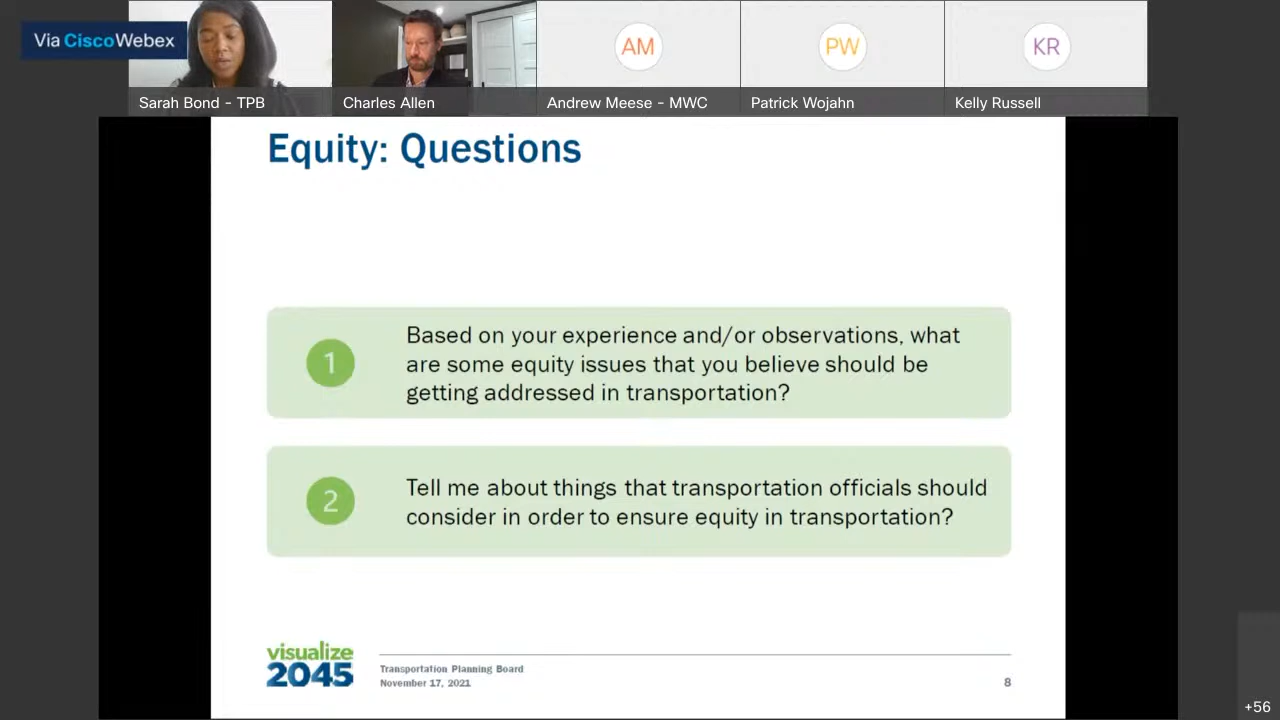 Via Cisco Webex
AM
PW
KR
Sarah Bond - TPB
Charles Allen
Andrew Meese - MWC
Patrick Wojahn
Kelly Russell
Equity: Questions
1
Based on your experience and/or observations, what
are some equity issues that you believe should be
getting addressed in transportation?
2
Tell me about things that transportation officials should
consider in order to ensure equity in transportation?
visualize
2045
Transportation Planning Board
November 17, 2021
8
+56